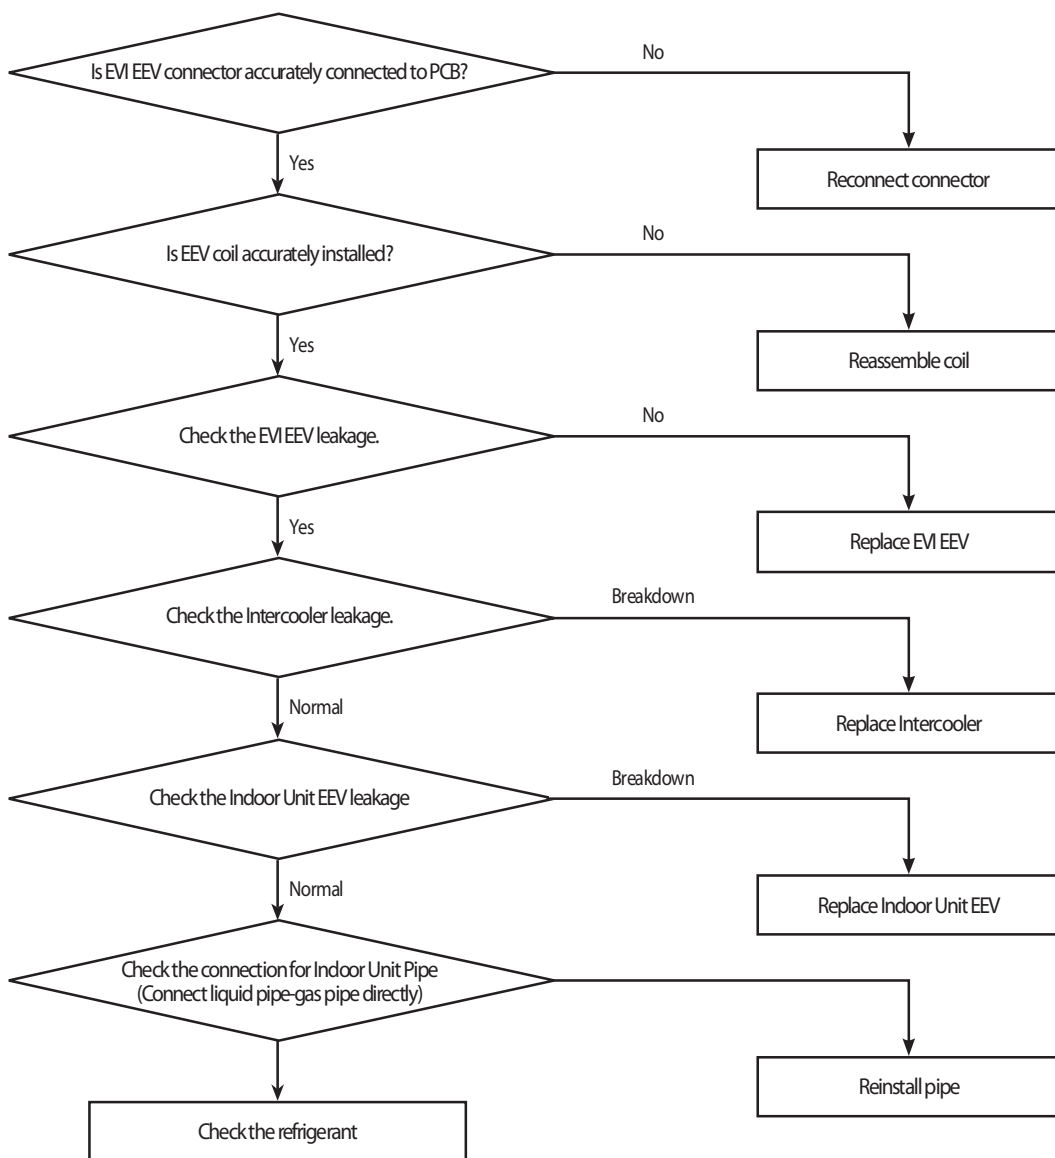 Is EVI EEV connector accurately connected to PCB?
No
Reconnect connector
Yes
Is EEV coil accurately installed?
No
Reassemble coil
Yes
Check the EVI EEV leakage.
No
Replace EVI EEV
Yes
Check the Intercooler leakage.
Breakdown
Replace Intercooler
Normal
Check the Indoor Unit EEV leakage
Breakdown
Replace Indoor Unit EEV
Normal
Check the connection for Indoor Unit Pipe
(Connect liquid pipe-gas pipe directly)
Reinstall pipe
Check the refrigerant